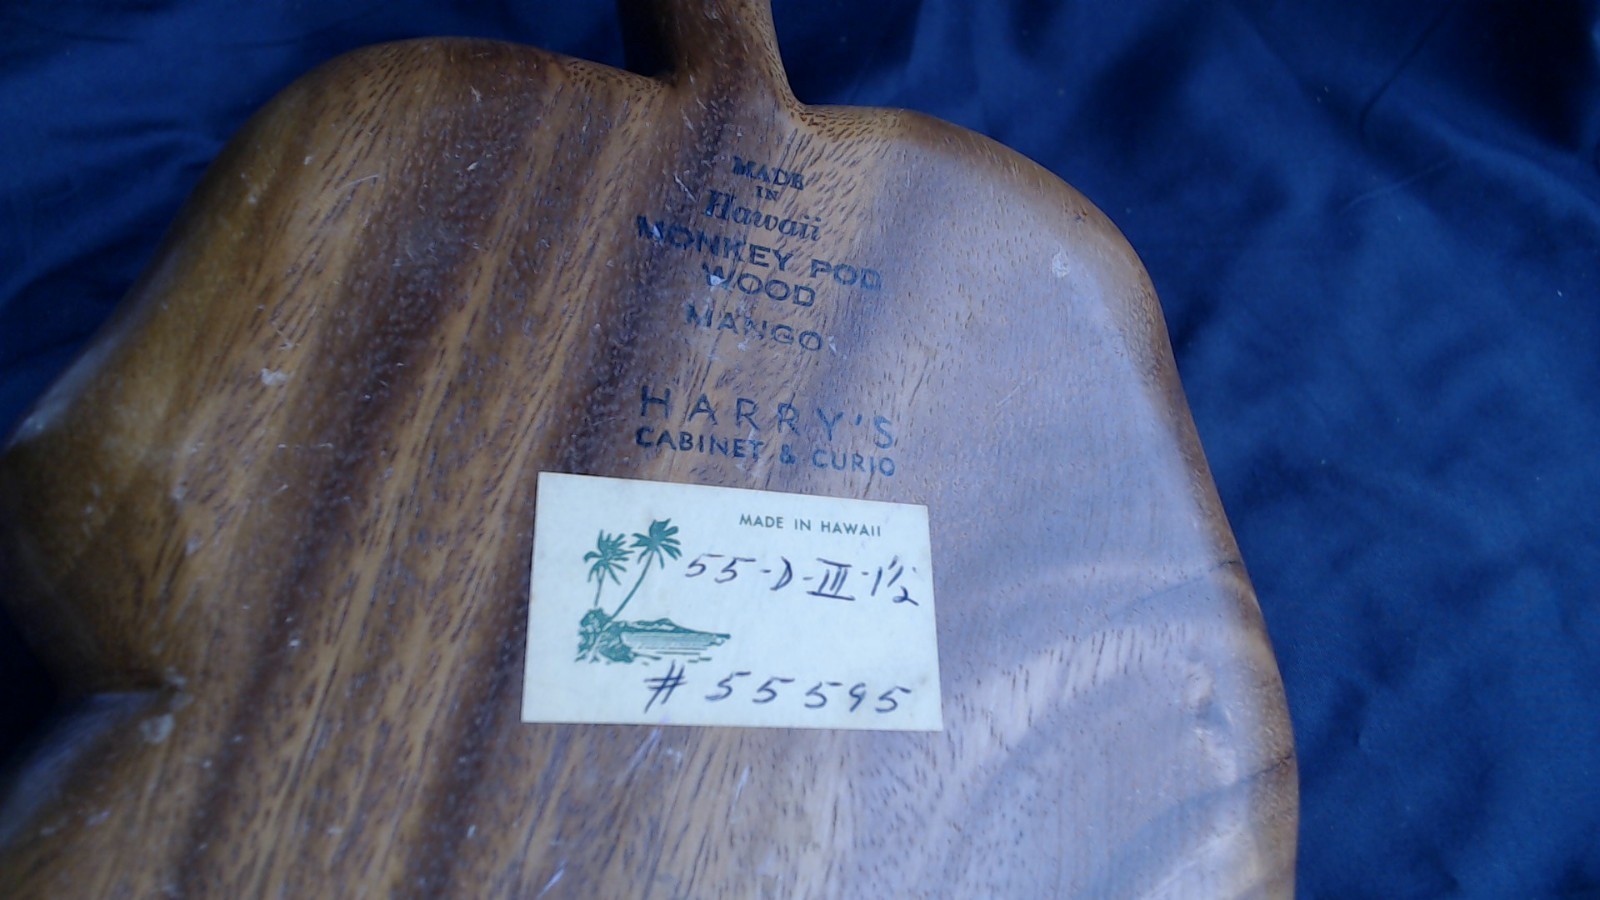 MADE
IN
Hawaii
MONKEY POD
WOOD
MANGO
HARRY'S
CABINET & CURIO
MADE IN HAWAII
55-D-III-1½
# 55595